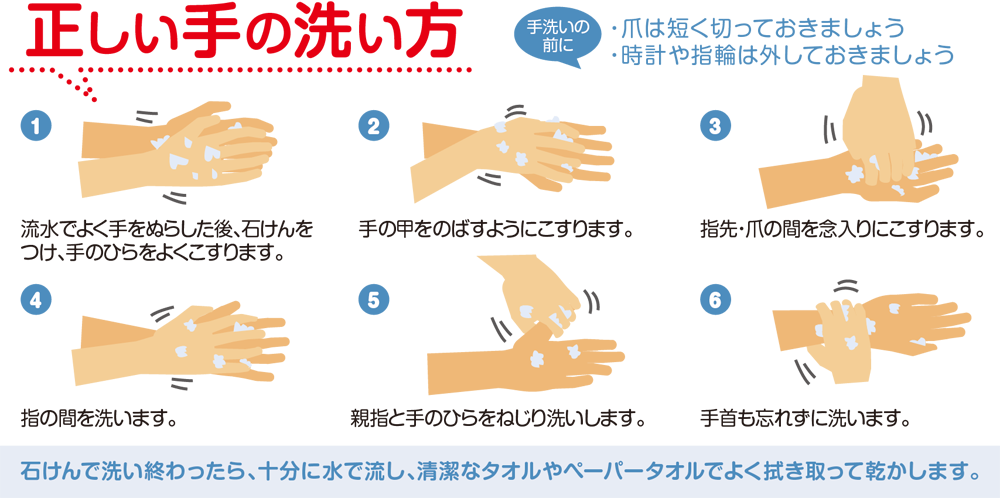 正しい手の洗い方
手洗いの
前に
・爪は短く切っておきましょう
・時計や指輪は外しておきましょう
1
流水でよく手をぬらした後、石けんを
つけ、手のひらをよくこすります。
2
手の甲をのばすようにこすります。
3
指先・爪の間を念入りにこすります。
4
指の間を洗います。
5
親指と手のひらをねじり洗いします。
6
手首も忘れずに洗います。
石けんで洗い終わったら、十分に水で流し、清潔なタオルやペーパータオルでよく拭き取って乾かします。